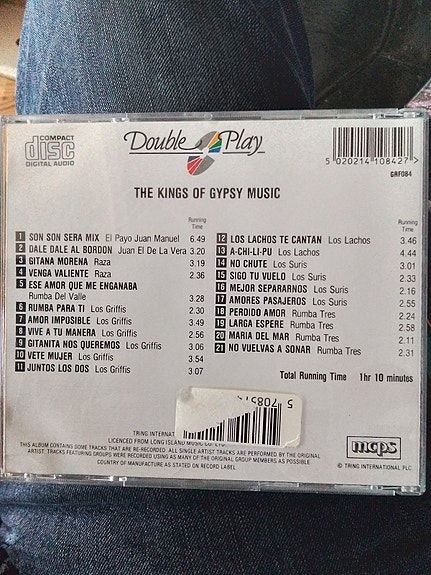 COMPACT
disc
DIGITAL AUDIO
Double Play
5 020214 108427
GRF084
THE KINGS OF GYPSY MUSIC
Running Time
1 SON SON SERA MIX El Payo Juan Manuel 6.49
2 DALE DALE AL BORDON Juan El De La Vera 3.20
3 GITANA MORENA Raza 3.19
4 VENGA VALIENTE Raza 2.36
5 ESE AMOR QUE ME ENGANABA
Rumba Del Valle 3.28
6 RUMBA PARA TI Los Griffis 2.30
7 AMOR IMPOSIBLE Los Griffis 3.49
8 VIVE A TU MANERA Los Griffis 2.56
9 GITANITA NOS QUEREMOS Los Griffis 3.06
10 VETE MUJER Los Griffis 3.54
11 JUNTOS LOS DOS Los Griffis 3.07
Running Time
12 LOS LACHOS TE CANTAN Los Lachos 3.46
13 A-CHI-LI-PU Los Lachos 4.44
14 NO CHUTE Los Suris 3.01
15 SIGO TU VUELO Los Suris 2.33
16 MEJOR SEPARARNOS Los Suris 2.16
17 AMORES PASAJEROS Los Suris 2.55
18 PERDIDO AMOR Rumba Tres 2.24
19 LARGA ESPERE Rumba Tres 2.58
20 MARIA DEL MAR Rumba Tres 2.11
21 NO VUELVAS A SONAR Rumba Tres 2.31
Total Running Time 1hr 10 minutes
5 70851
TRING INTERNAT
LICENCED FROM LONG ISLAND MUSIC CO LTD
THIS ALBUM CONTAINS SOME TRACKS THAT ARE RE-RECORDED. ALL SINGLE ARTIST TRACKS ARE PERFORMED BY THE ORIGINAL
ARTIST. TRACKS FEATURING GROUPS WERE RECORDED USING AS MANY OF THE ORIGINAL GROUP MEMBERS AS POSSIBLE
COUNTRY OF MANUFACTURE AS STATED ON RECORD LABEL
mcps
© TRING INTERNATIONAL PLC